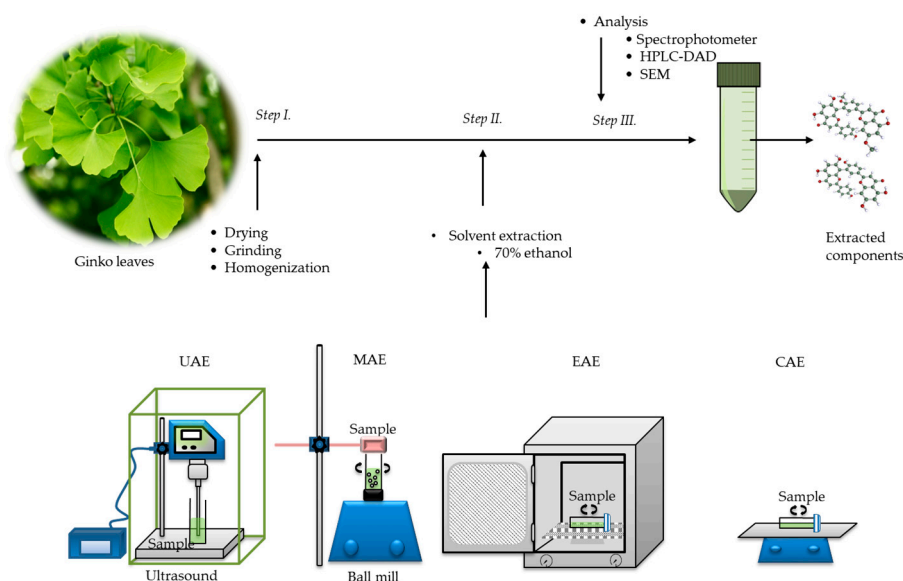 • Analysis
• Spectrophotometer
• HPLC-DAD
• SEM
Step I.
Step II.
Step III.
• Drying
• Grinding
• Homogenization
Ginko leaves
• Solvent extraction
• 70% ethanol
Extracted
components
UAE
MAE
EAE
CAE
Sample
Sample
Sample
Sample
Ultrasound
Ball mill